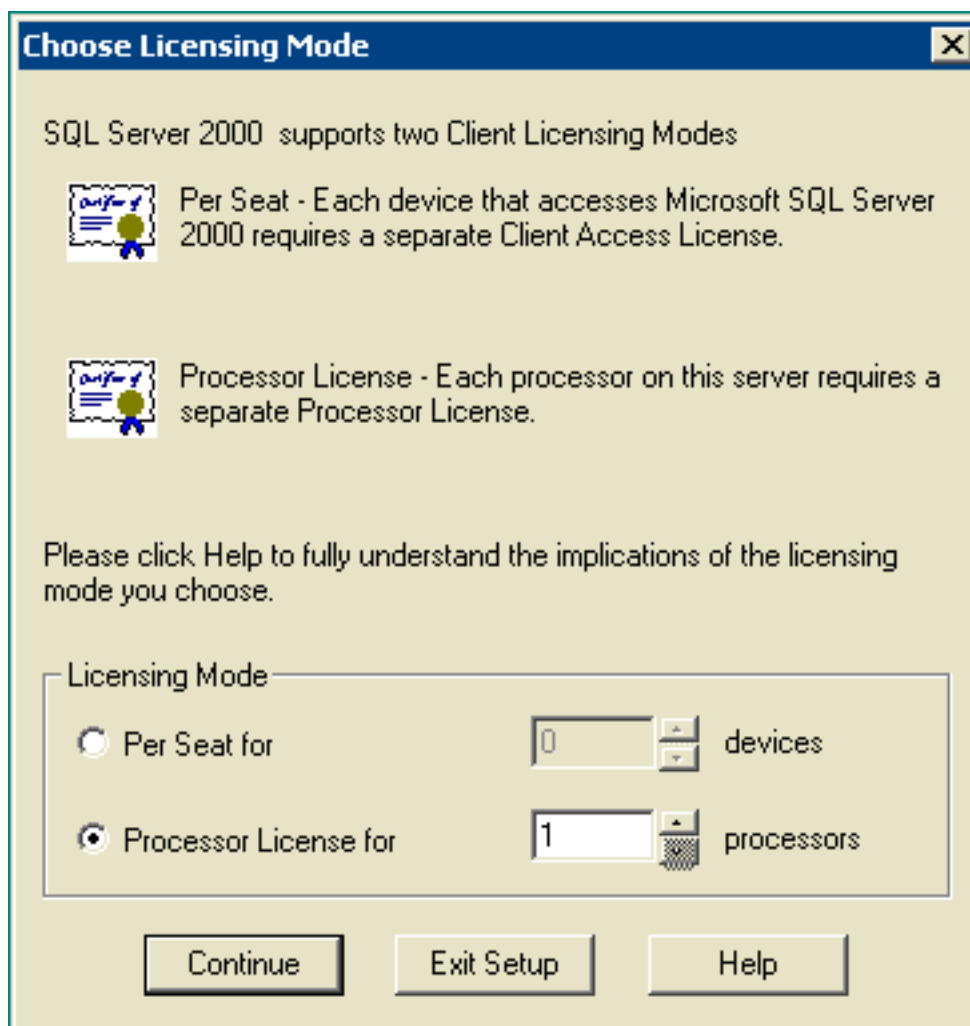 Choose Licensing Mode
SQL Server 2000  supports two Client Licensing Modes
Per Seat - Each device that accesses Microsoft SQL Server
2000 requires a separate Client Access License.
Processor License - Each processor on this server requires a
separate Processor License.
Please click Help to fully understand the implications of the licensing
mode you choose.
Licensing Mode
Per Seat for 0 devices
Processor License for 1 processors
Continue Exit Setup Help